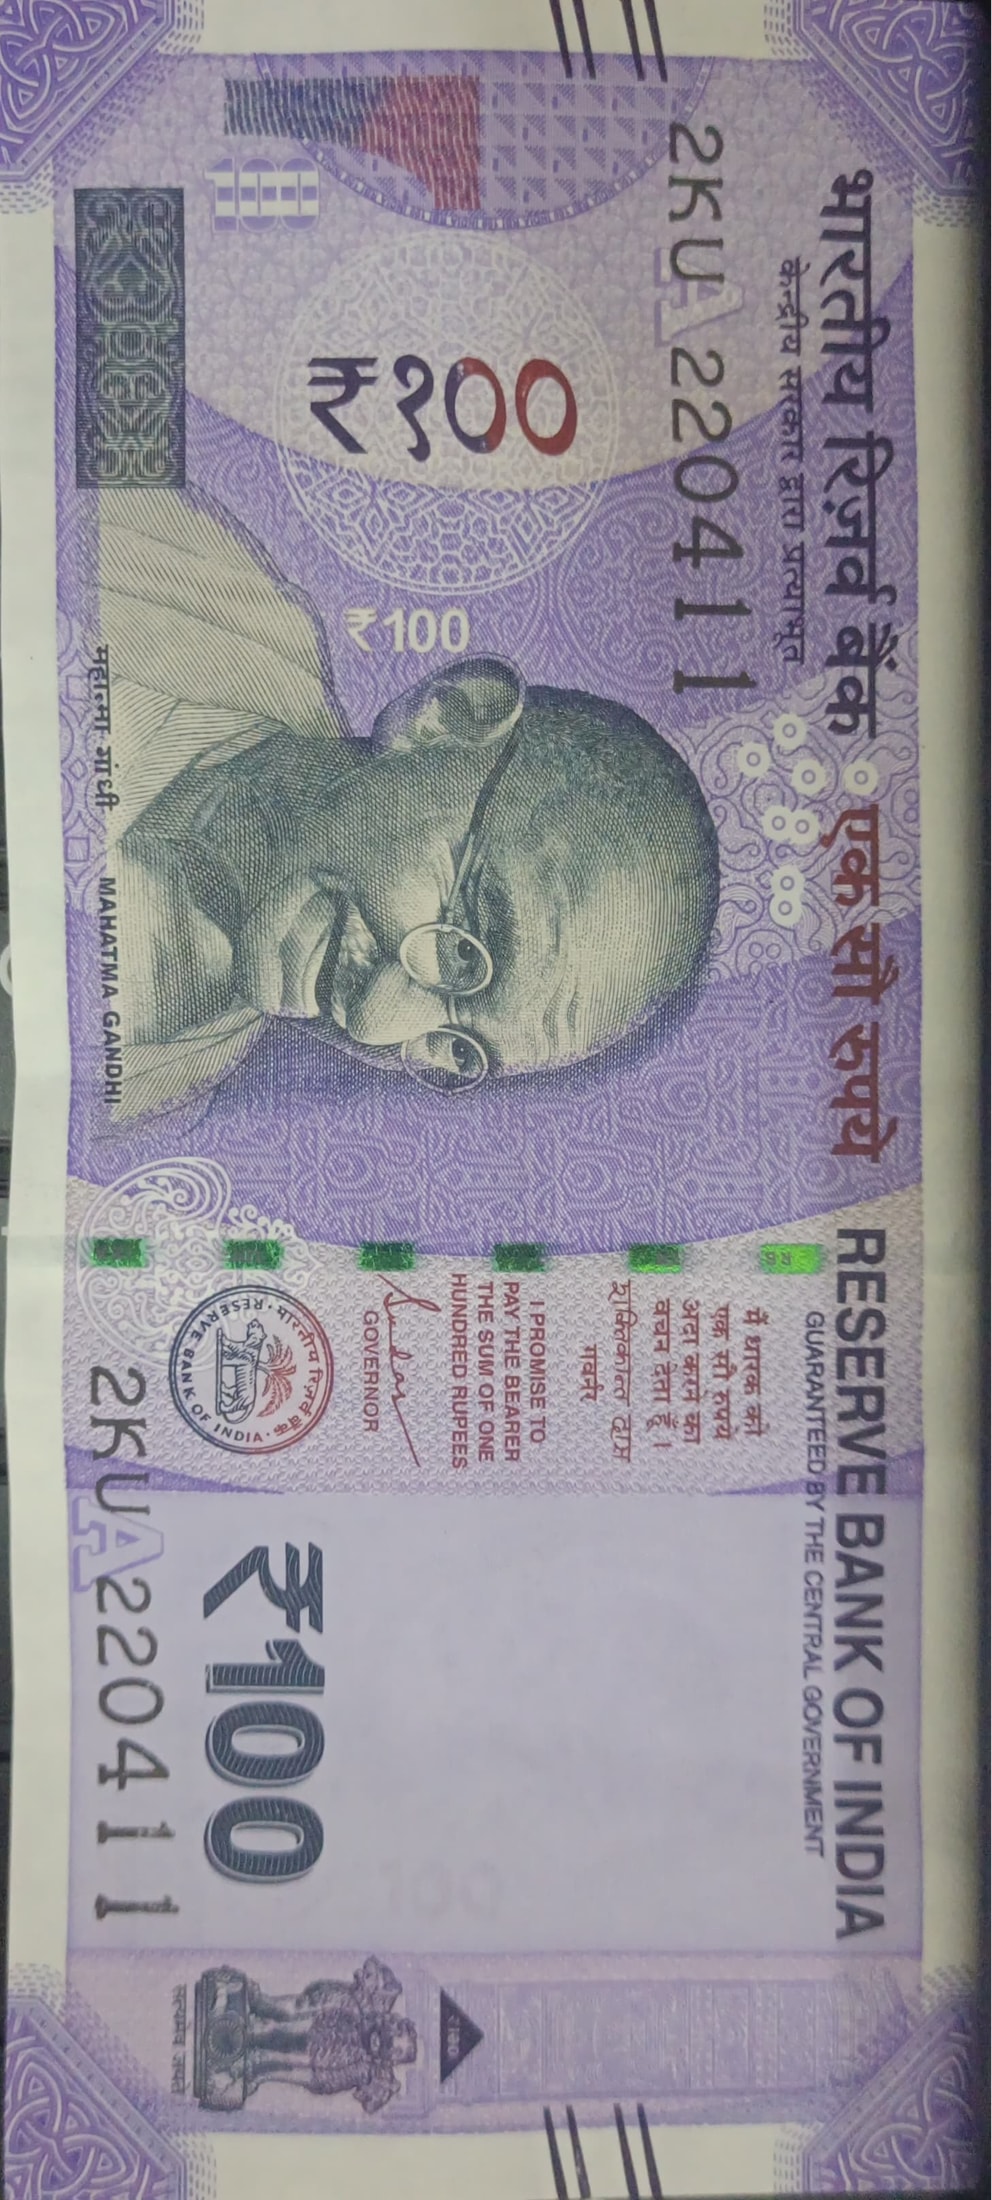 भारतीय रिज़र्व बैंक एक सौ रुपये
केन्द्रीय सरकार द्वारा प्रत्याभूत
2KU A 220411
₹१००
₹100
महात्मा गांधी MAHATMA GANDHI
RESERVE BANK OF INDIA
GUARANTEED BY THE CENTRAL GOVERNMENT
मैं धारक को
एक सौ रुपये
अदा करने का
वचन देता हूँ ।
शक्तिकान्त दास
गवर्नर
I PROMISE TO
PAY THE BEARER
THE SUM OF ONE
HUNDRED RUPEES
GOVERNOR
भारतीय रिज़र्व बैंक
RESERVE BANK OF INDIA
₹100
2KU A 220411
₹100
सत्यमेव जयते